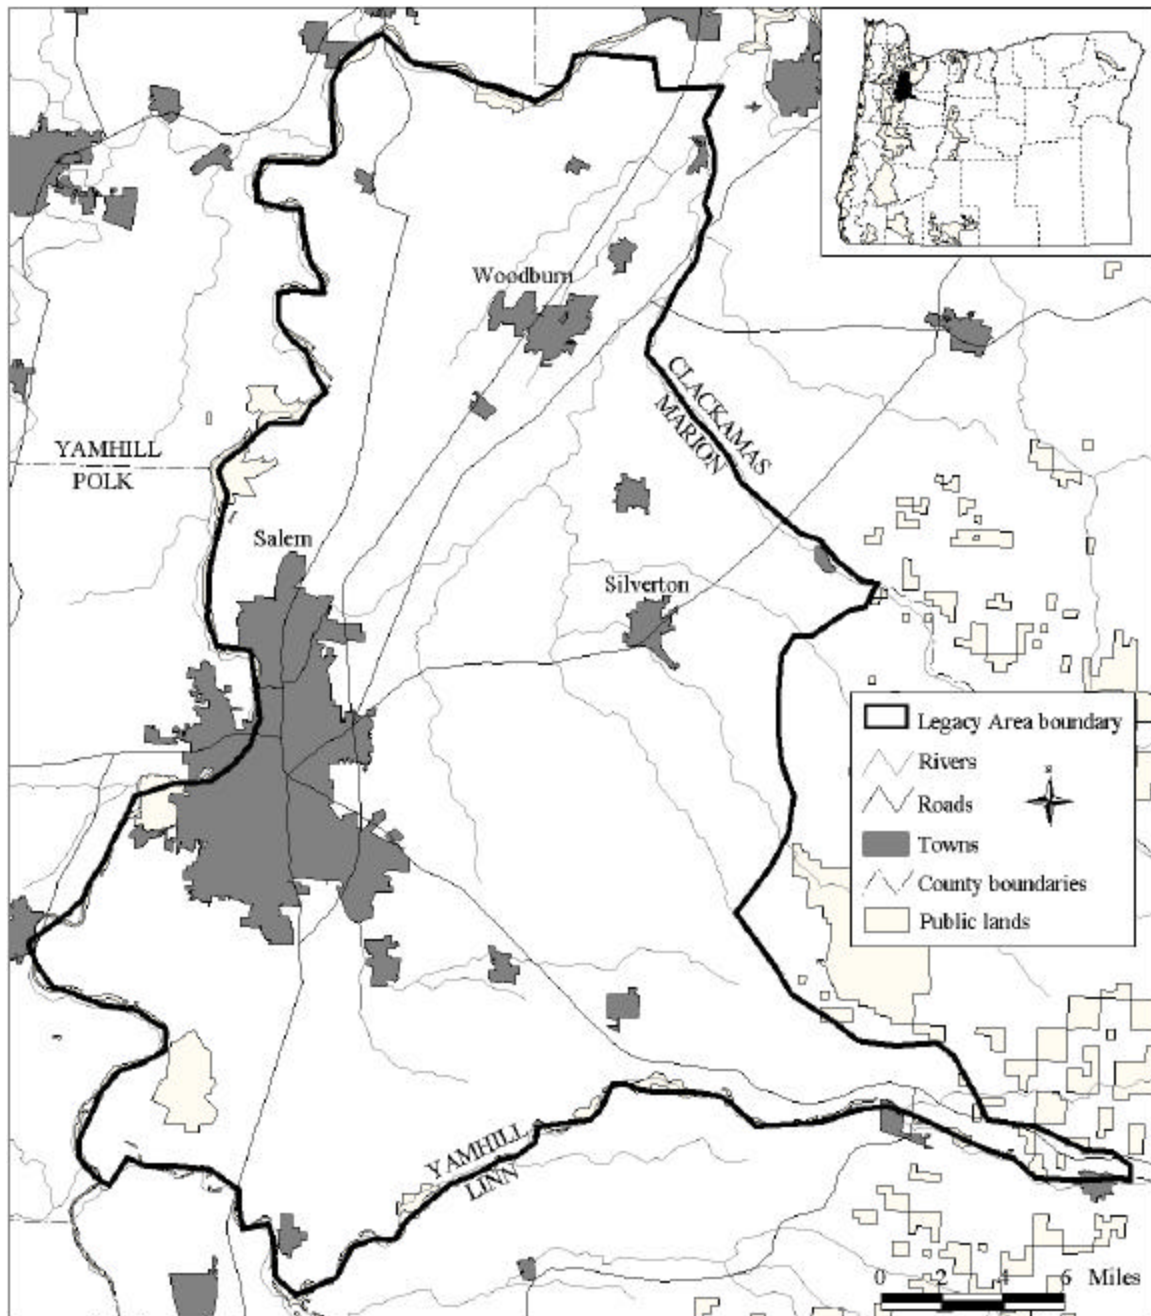 Woodburn
CLACKAMAS
MARION
YAMHILL
POLK
Salem
Silverton
Legacy Area boundary
Rivers
Roads
Towns
County boundaries
Public lands
YAMHILL
LINN
0 2 4 6 Miles